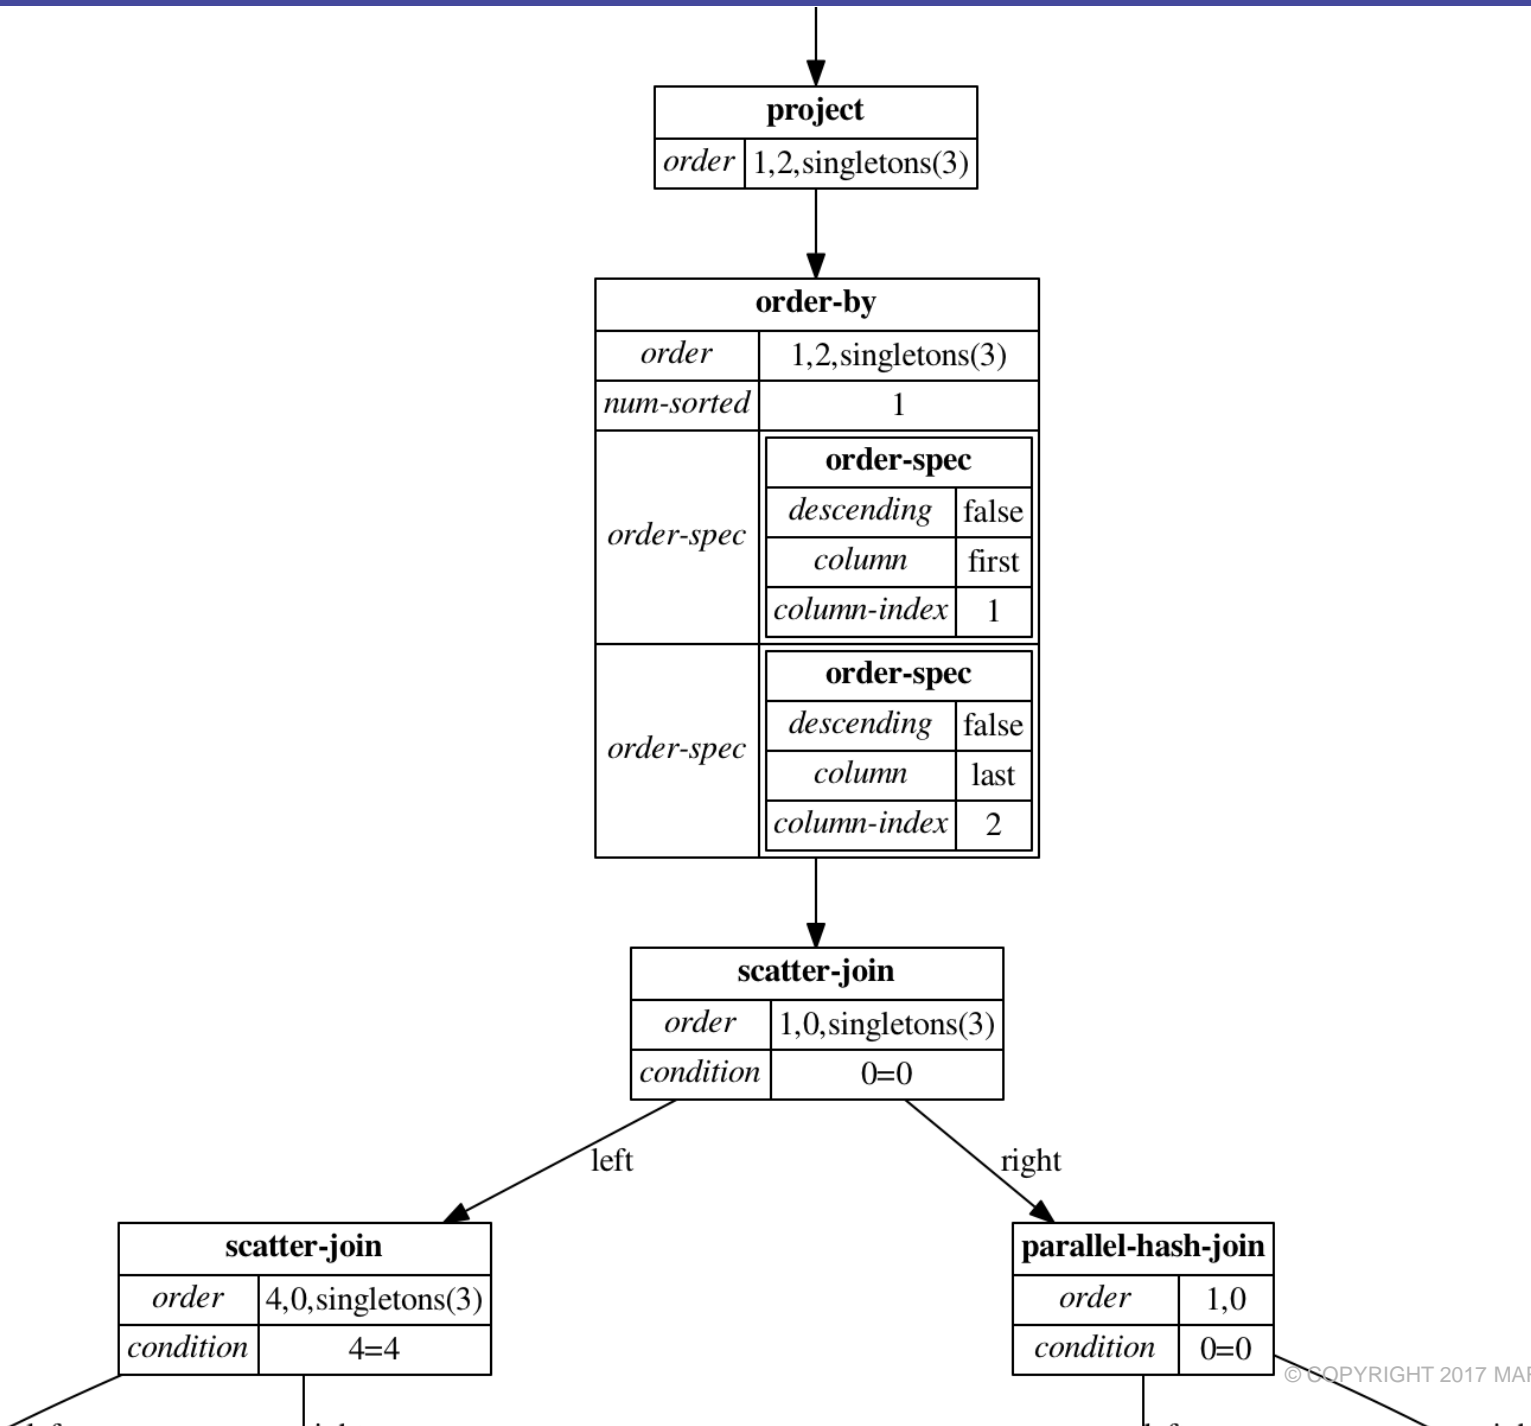 project
order 1,2,singletons(3)
order-by
order 1,2,singletons(3)
num-sorted 1
order-spec
order-spec
descending false
column first
column-index 1
order-spec
order-spec
descending false
column last
column-index 2
scatter-join
order 1,0,singletons(3)
condition 0=0
left right
scatter-join
order 4,0,singletons(3)
condition 4=4
parallel-hash-join
order 1,0
condition 0=0
© COPYRIGHT 2017